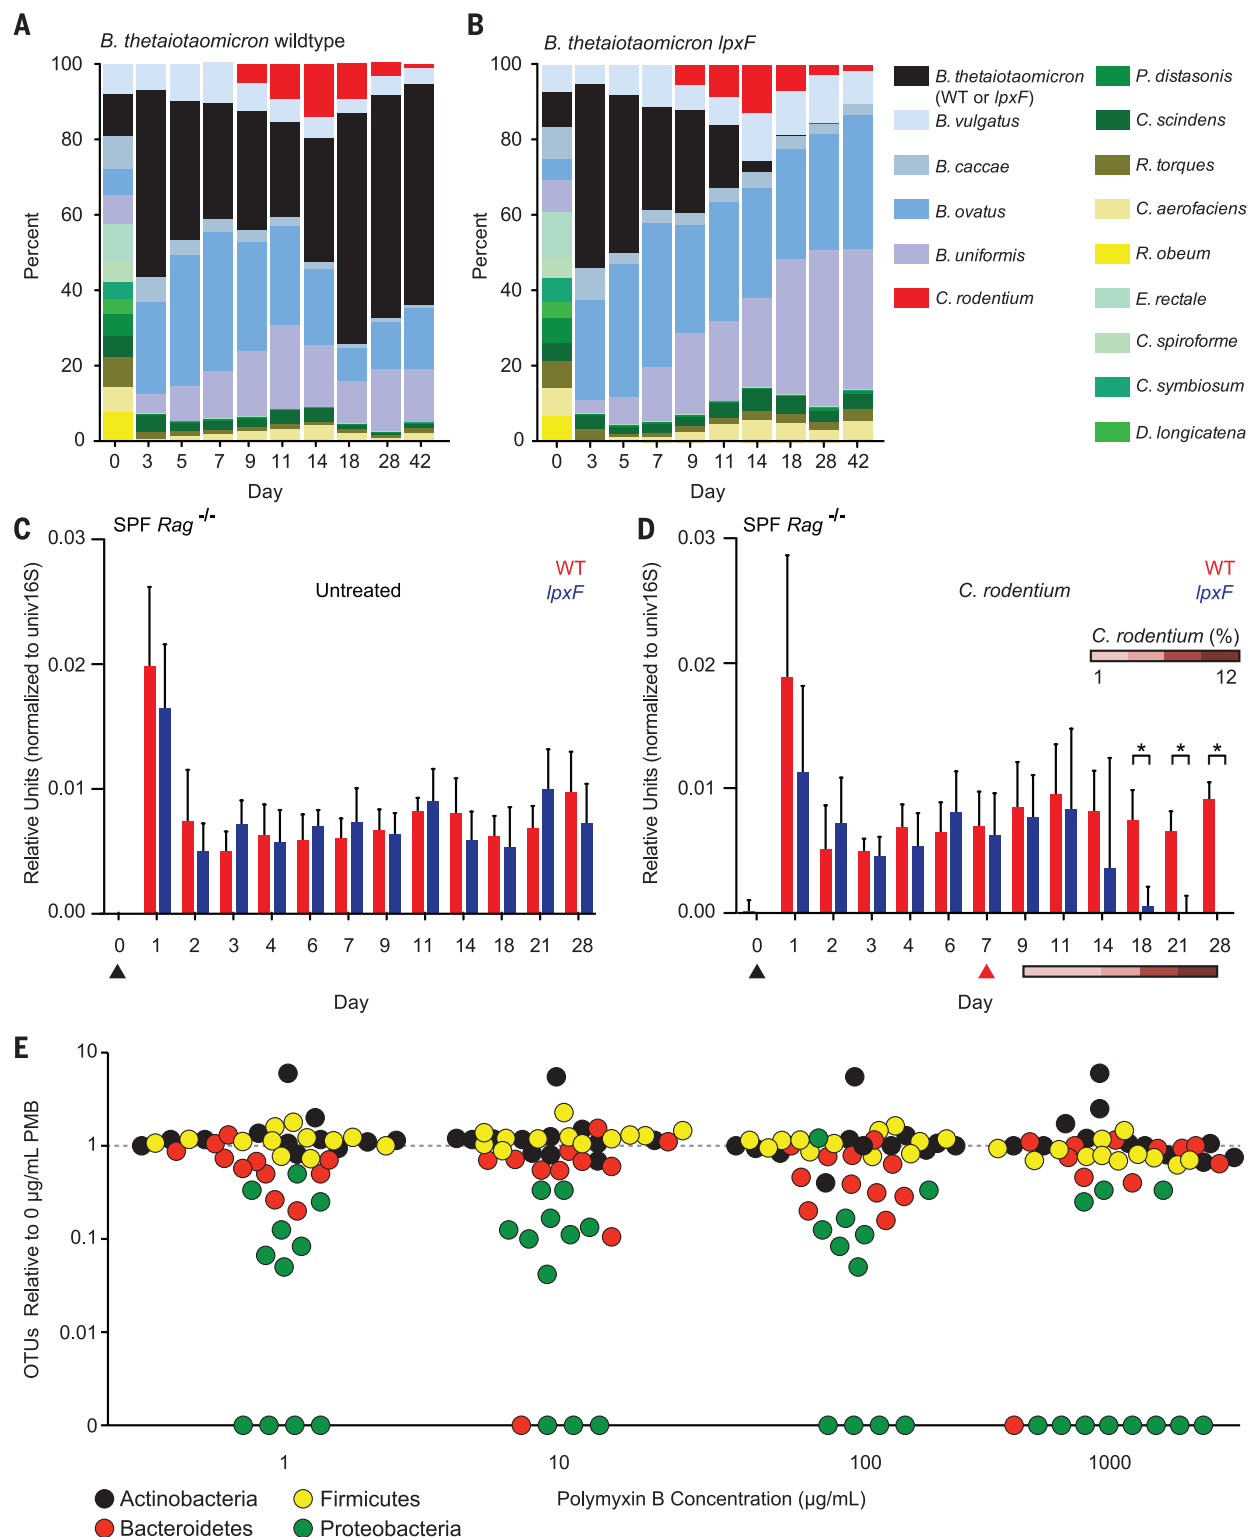 A
B. thetaiotaomicron wildtype
100
80
60
40
20
0
Percent
0 3 5 7 9 11 14 18 28 42
Day
B
B. thetaiotaomicron lpxF
100
80
60
40
20
0
Percent
0 3 5 7 9 11 14 18 28 42
Day
B. thetaiotaomicron
(WT or lpxF)
B. vulgatus
B. caccae
B. ovatus
B. uniformis
C. rodentium
P. distasonis
C. scindens
R. torques
C. aerofaciens
R. obeum
E. rectale
C. spiroforme
C. symbiosum
D. longicatena
C
SPF Rag -/-
0.03
0.02
0.01
0.00
Relative Units (normalized to univ16S)
Untreated
WT
lpxF
0 1 2 3 4 6 7 9 11 14 18 21 28
Day
D
SPF Rag -/-
0.03
0.02
0.01
0.00
Relative Units (normalized to univ16S)
C. rodentium
WT
lpxF
C. rodentium (%)
1 12
* * *
0 1 2 3 4 6 7 9 11 14 18 21 28
Day
E
10
1
0.1
0.01
0
OTUs Relative to 0 µg/mL PMB
1 10 100 1000
Polymyxin B Concentration (µg/mL)
Actinobacteria
Firmicutes
Bacteroidetes
Proteobacteria